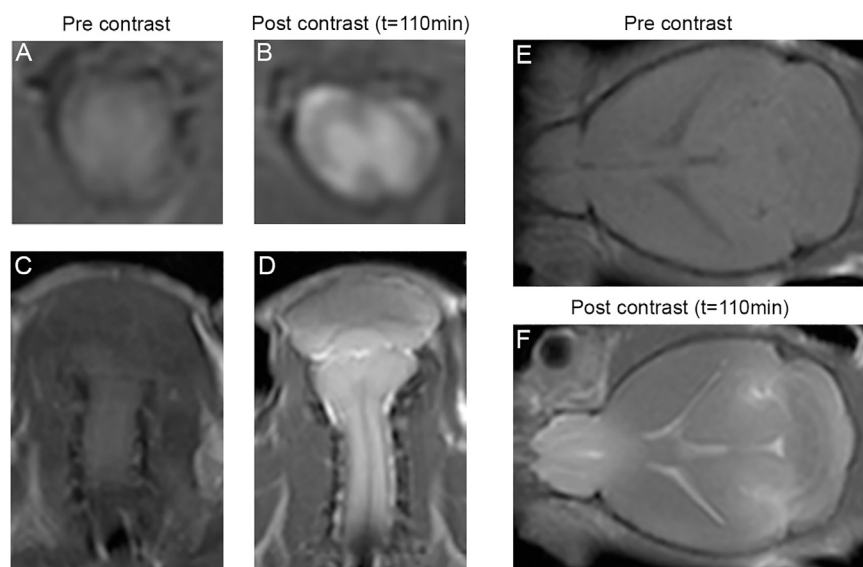 Pre contrast
Post contrast (t=110min)
Pre contrast
A
B
E
C
D
Post contrast (t=110min)
F